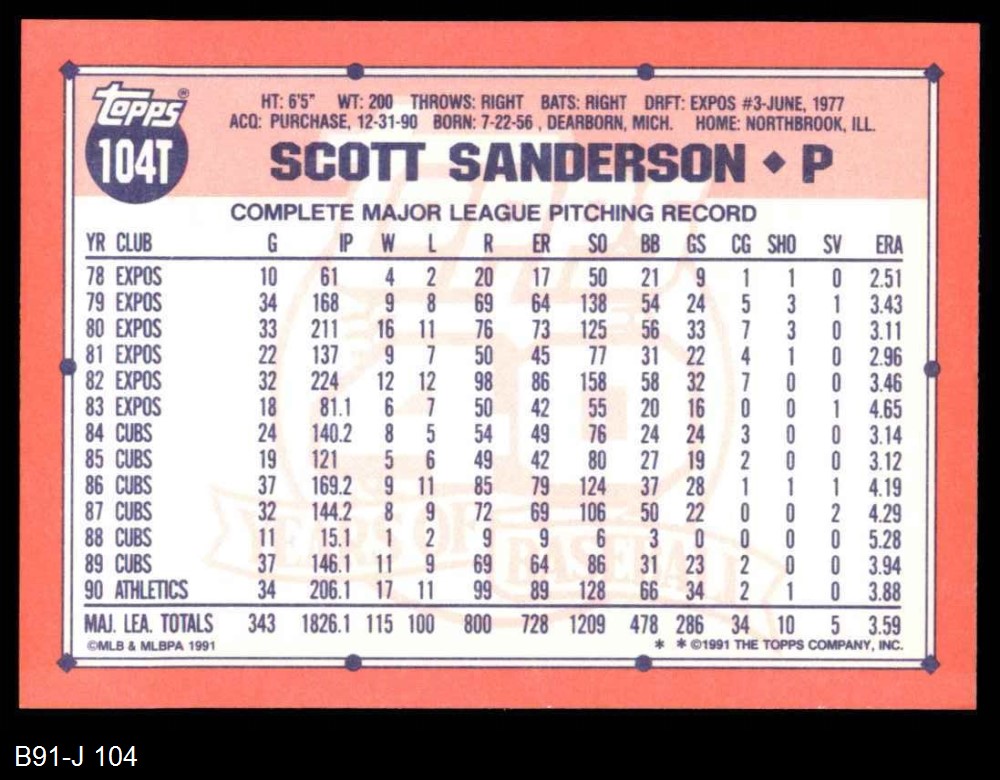 topps®
104T
HT: 6'5" WT: 200 THROWS: RIGHT BATS: RIGHT DRFT: EXPOS #3-JUNE, 1977
ACQ: PURCHASE, 12-31-90 BORN: 7-22-56 , DEARBORN, MICH. HOME: NORTHBROOK, ILL.
SCOTT SANDERSON ◆ P
COMPLETE MAJOR LEAGUE PITCHING RECORD
YR CLUB G IP W L R ER SO BB GS CG SHO SV ERA
78 EXPOS 10 61 4 2 20 17 50 21 9 1 1 0 2.51
79 EXPOS 34 168 9 8 69 64 138 54 24 5 3 1 3.43
80 EXPOS 33 211 16 11 76 73 125 56 33 7 3 0 3.11
81 EXPOS 22 137 9 7 50 45 77 31 22 4 1 0 2.96
82 EXPOS 32 224 12 12 98 86 158 58 32 7 0 0 3.46
83 EXPOS 18 81.1 6 7 50 42 55 20 16 0 0 1 4.65
84 CUBS 24 140.2 8 5 54 49 76 24 24 3 0 0 3.14
85 CUBS 19 121 5 6 49 42 80 27 19 2 0 0 3.12
86 CUBS 37 169.2 9 11 85 79 124 37 28 1 1 1 4.19
87 CUBS 32 144.2 8 9 72 69 106 50 22 0 0 2 4.29
88 CUBS 11 15.1 1 2 9 9 6 3 0 0 0 0 5.28
89 CUBS 37 146.1 11 9 69 64 86 31 23 2 0 0 3.94
90 ATHLETICS 34 206.1 17 11 99 89 128 66 34 2 1 0 3.88
MAJ. LEA. TOTALS 343 1826.1 115 100 800 728 1209 478 286 34 10 5 3.59
©MLB & MLBPA 1991 * * ©1991 THE TOPPS COMPANY, INC.
40
YEARS OF BASEBALL
B91-J 104